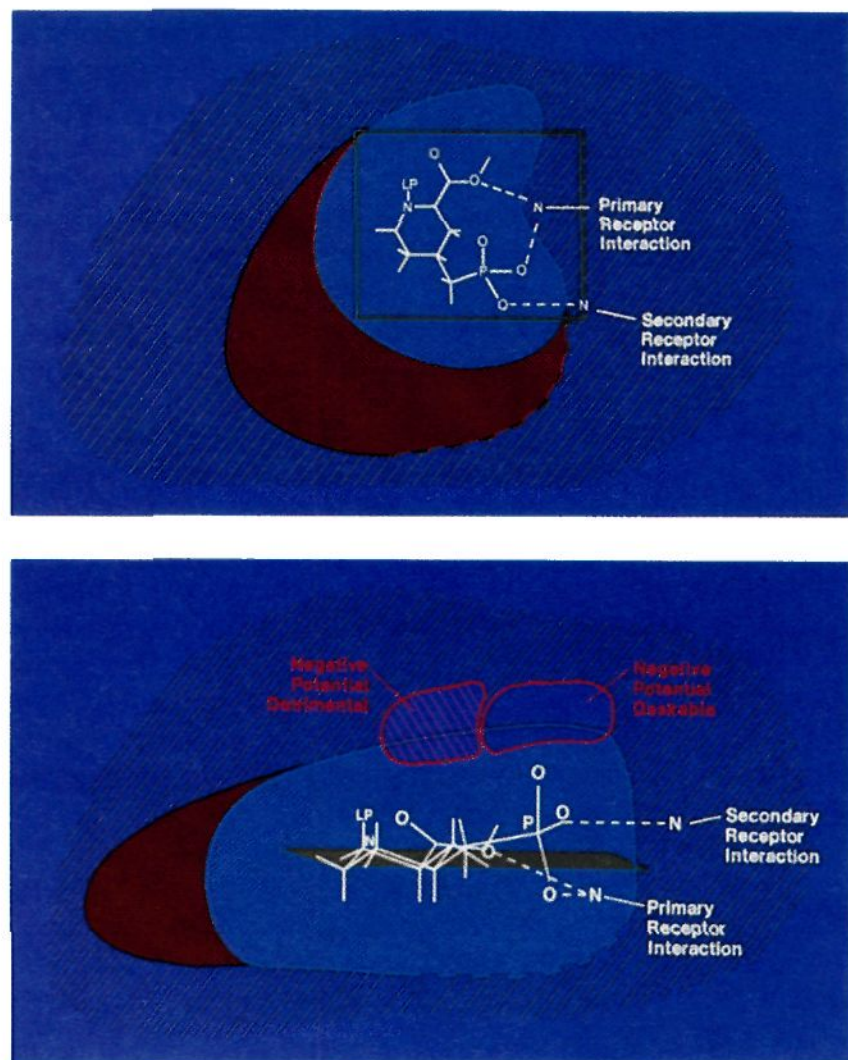 O
LP
O
N
N
Primary
Receptor
Interaction
O
P
O
O
N
Secondary
Receptor
Interaction
Negative
Potential
Detrimental
Negative
Potential
O
LP
O
P
O
N
Secondary
Receptor
Interaction
N
O
O
N
Primary
Receptor
Interaction